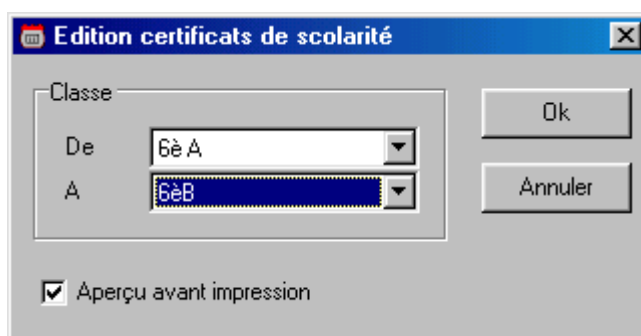 Edition certificats de scolarité
Classe
De 6è A
A 6èB
Ok
Annuler
Aperçu avant impression